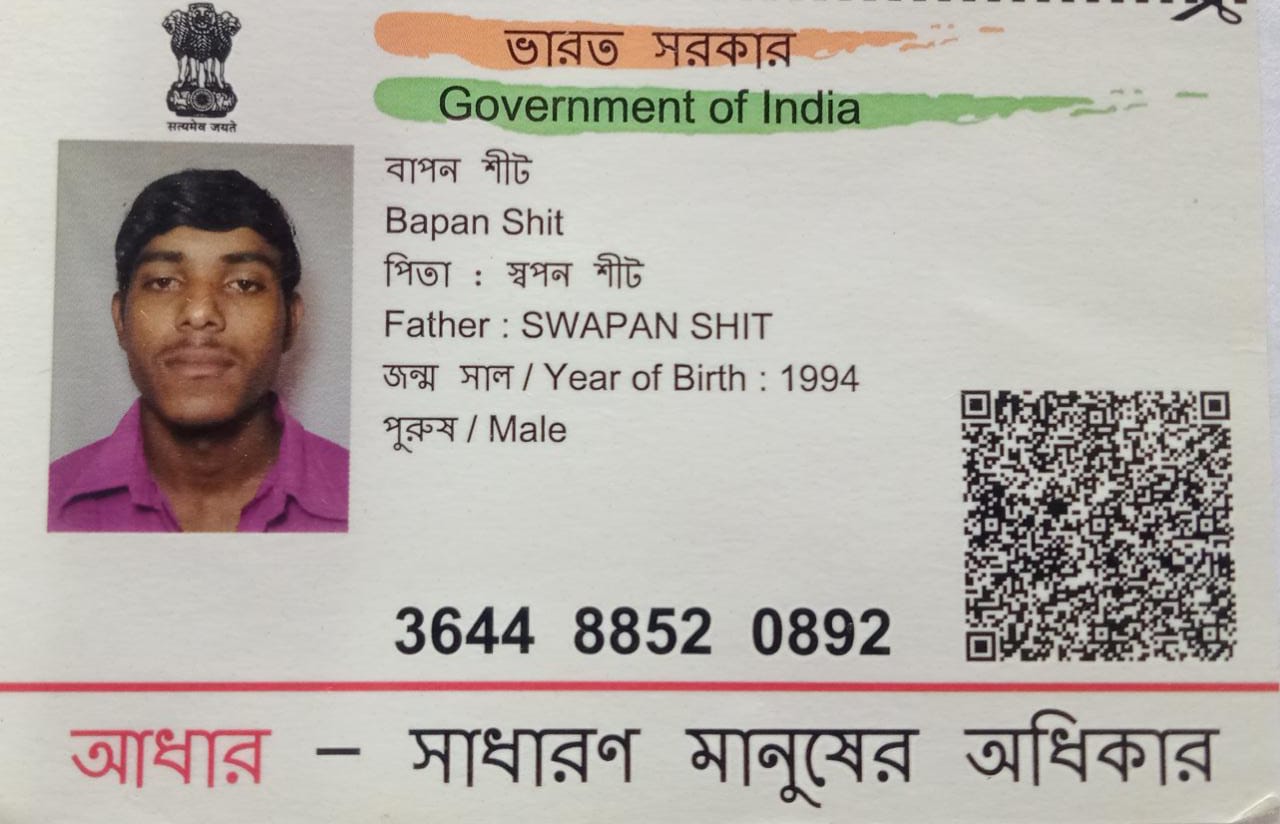 सत्यमेव जयते
ভারত সরকার
Government of India
বাপন শীট
Bapan Shit
পিতা : স্বপন শীট
Father : SWAPAN SHIT
জন্ম সাল / Year of Birth : 1994
পুরুষ / Male
3644 8852 0892
আধার – সাধারণ মানুষের অধিকার